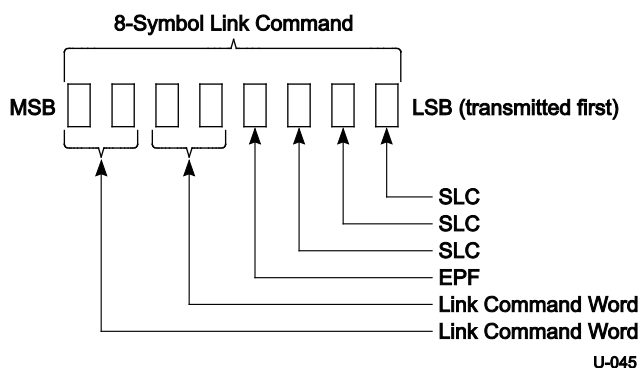 8-Symbol Link Command
MSB
LSB (transmitted first)
SLC
SLC
SLC
EPF
Link Command Word
Link Command Word
U-045